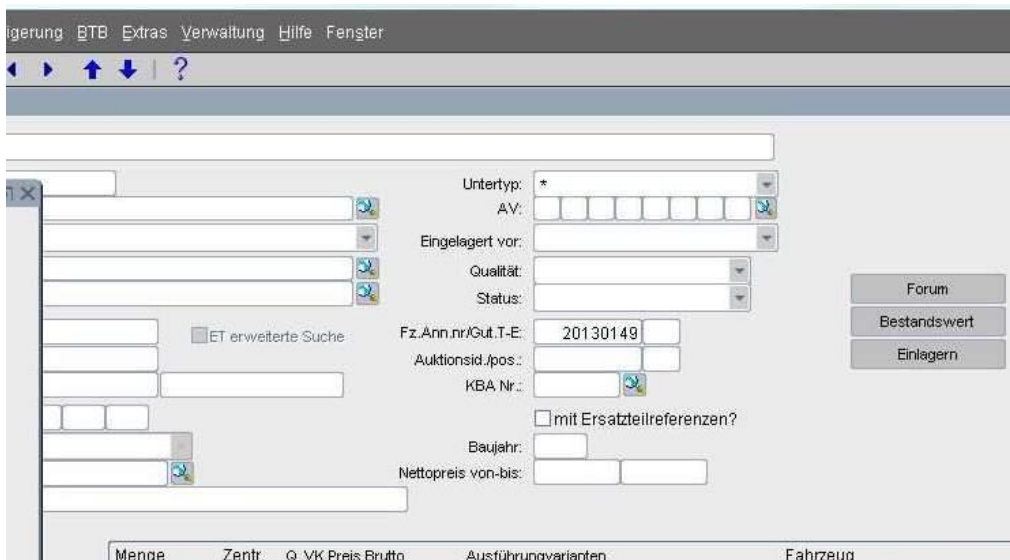 igerung BTB Extras Verwaltung Hilfe Fenster
?
Untertyp: *
AV:
Eingelagert vor:
Qualität:
Status:
Forum
Bestandswert
Einlagern
ET erweiterte Suche
Fz.Ann.nr/Gut.T-E: 20130149
Auktionsid./pos.:
KBA Nr.:
mit Ersatzteilreferenzen?
Baujahr:
Nettopreis von-bis:
Menge Zentr. Q. VK Preis Brutto Ausführungvarianten Fahrzeug